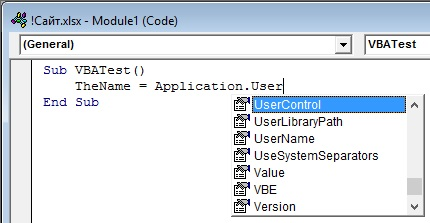 !Сайт.xlsx - Module1 (Code)
(General)
VBATest
Sub VBATest()
TheName = Application.User
End Sub
UserControl
UserLibraryPath
UserName
UseSystemSeparators
Value
VBE
Version